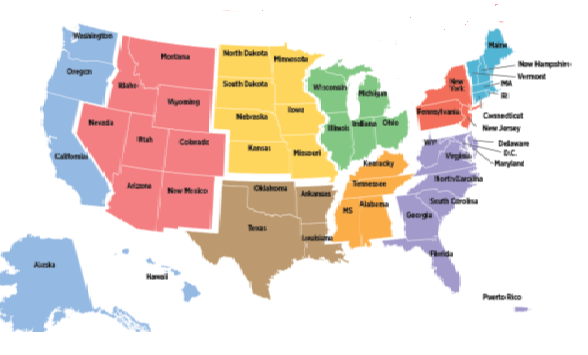 Washington
Oregon
California
Nevada
Idaho
Montana
Wyoming
Utah
Colorado
Arizona
New Mexico
North Dakota
South Dakota
Nebraska
Kansas
Minnesota
Iowa
Missouri
Wisconsin
Michigan
Illinois
Indiana
Ohio
Oklahoma
Texas
Arkansas
Louisiana
Kentucky
Tennessee
MS
Alabama
Maine
New
York
Pennsylvania
New Hampshire
Vermont
MA
RI
Connecticut
New Jersey
Delaware
D.C.
Maryland
WV
Virginia
North Carolina
South Carolina
Georgia
Florida
Alaska
Hawaii
Puerto Rico